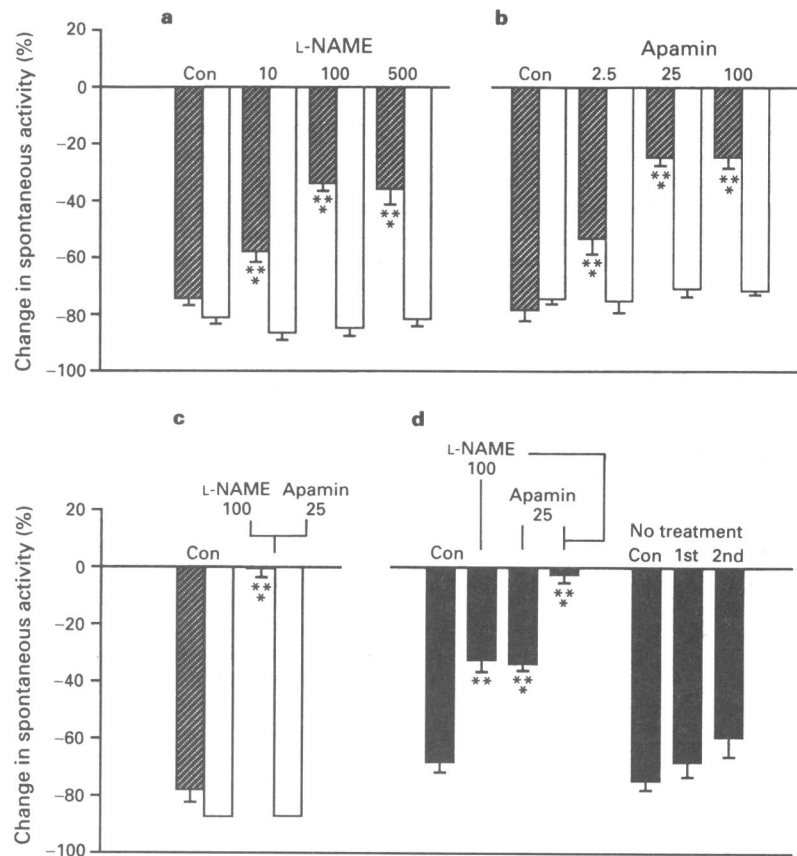 a
L-NAME
Con 10 100 500
b
Apamin
Con 2.5 25 100
Change in spontaneous activity (%)
20
0
−20
−40
−60
−80
−100
** *
** *
** *
** *
** *
** *
c
L-NAME Apamin
100 25
Con
** *
d
L-NAME
100
Apamin
25
Con
**
** *
** *
No treatment
Con 1st 2nd
Change in spontaneous activity (%)
20
0
−20
−40
−60
−80
−100